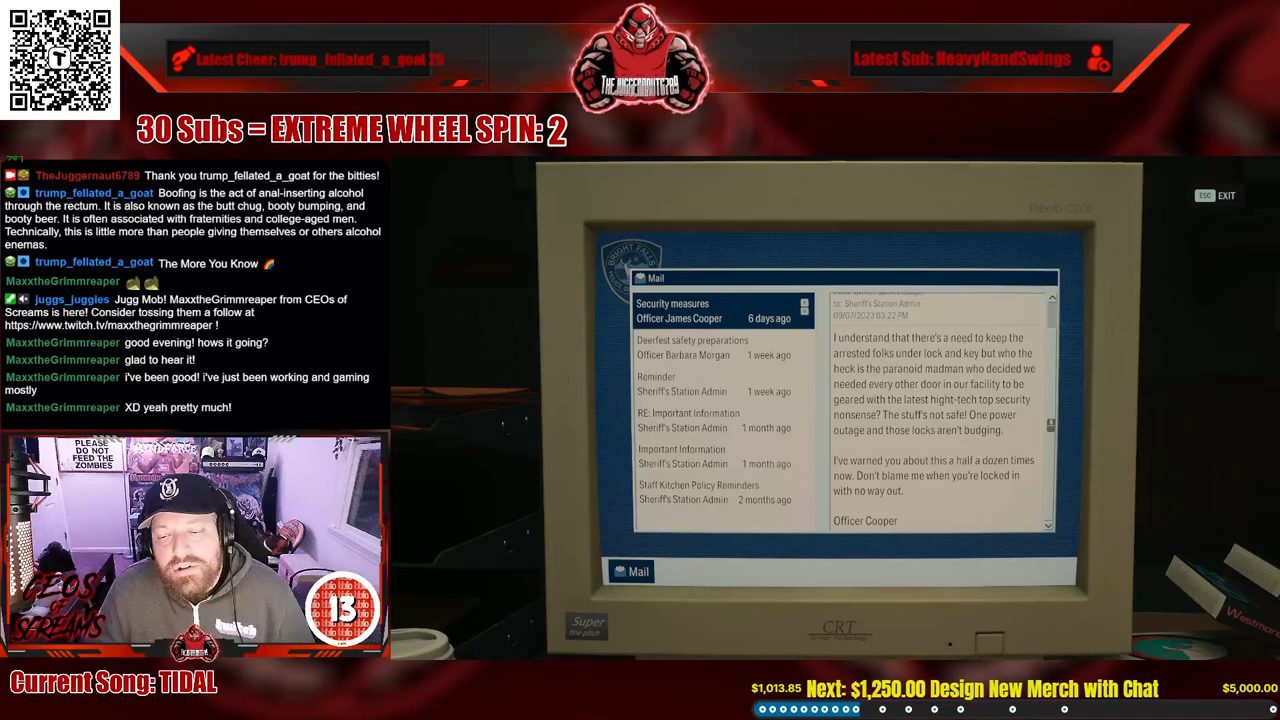 Latest Cheer: trump_fellated_a_goat 25
THEJUGGERNAUT6789
Latest Sub: HeavyHandSwings
30 Subs = EXTREME WHEEL SPIN: 2
TheJuggernaut6789 Thank you trump_fellated_a_goat for the bitties!
trump_fellated_a_goat Boofing is the act of anal-inserting alcohol
through the rectum. It is also known as the butt chug, booty bumping, and
booty beer. It is often associated with fraternities and college-aged men.
Technically, this is little more than people giving themselves or others alcohol
enemas.
trump_fellated_a_goat The More You Know 🌈
MaxxtheGrimmreaper
juggs_juggies Jugg Mob! MaxxtheGrimmreaper from CEOs of
Screams is here! Consider tossing them a follow at
https://www.twitch.tv/maxxthegrimmreaper !
MaxxtheGrimmreaper good evening! hows it going?
MaxxtheGrimmreaper glad to hear it!
MaxxtheGrimmreaper i've been good! i've just been working and gaming
mostly
MaxxtheGrimmreaper XD yeah pretty much!
ESC EXIT
BRIGHT FALLS
Mail
Security measures
Officer James Cooper 6 days ago
Deerfest safety preparations
Officer Barbara Morgan 1 week ago
Reminder
Sheriff's Station Admin 1 week ago
RE: Important Information
Sheriff's Station Admin 1 month ago
Important Information
Sheriff's Station Admin 1 month ago
Staff Kitchen Policy Reminders
Sheriff's Station Admin 2 months ago
to: Sheriff's Station Admin
09/07/2023 03:22 PM
I understand that there's a need to keep the
arrested folks under lock and key but who the
heck is the paranoid madman who decided we
needed every other door in our facility to be
geared with the latest hight-tech top security
nonsense? The stuff's not safe! One power
outage and those locks aren't budging.
I've warned you about this a half a dozen times
now. Don't blame me when you're locked in
with no way out.
Officer Cooper
Mail
Super
fine pitch
CRT
PLEASE
DO NOT
FEED THE
ZOMBIES
CEOS
OF
SCREAMS
13
twitch
Current Song: TIDAL
$1,013.85 Next: $1,250.00 Design New Merch with Chat $5,000.00